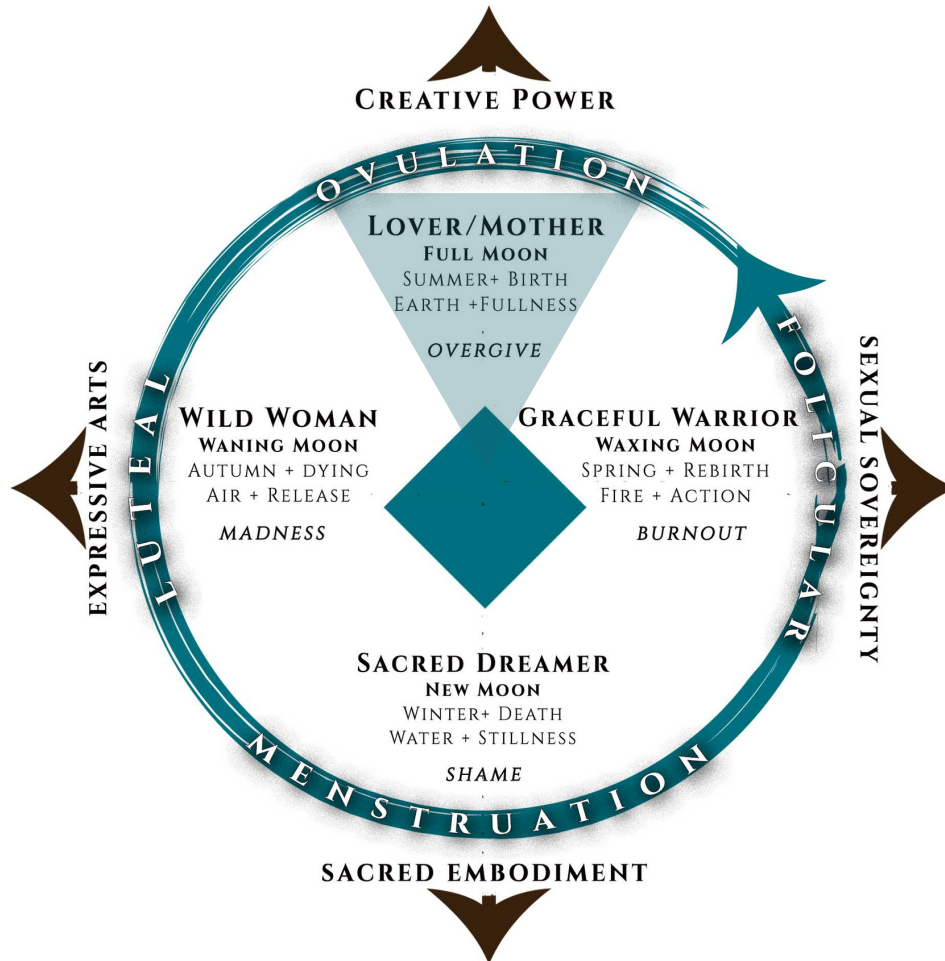 CREATIVE POWER
OVULATION
LOVER/MOTHER
FULL MOON
SUMMER+ BIRTH
EARTH +FULLNESS
OVERGIVE
EXPRESSIVE ARTS
LUTEAL
WILD WOMAN
WANING MOON
AUTUMN + DYING
AIR + RELEASE
MADNESS
GRACEFUL WARRIOR
WAXING MOON
SPRING + REBIRTH
FIRE + ACTION
BURNOUT
FOLICULAR
SEXUAL SOVEREIGNTY
SACRED DREAMER
NEW MOON
WINTER+ DEATH
WATER + STILLNESS
SHAME
MENSTRUATION
SACRED EMBODIMENT